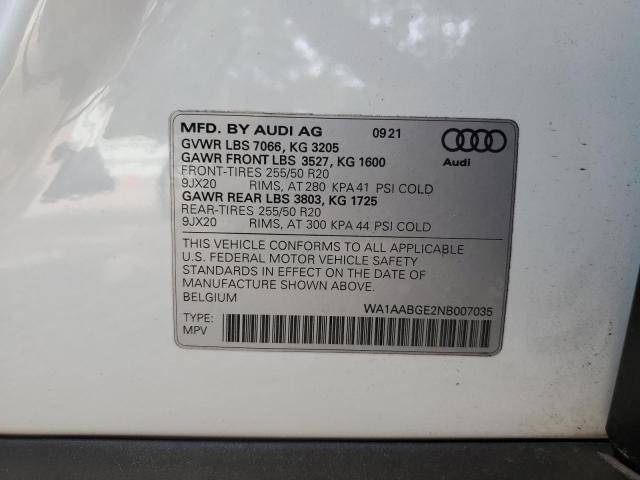 MFD. BY AUDI AG 09 21
GVWR LBS 7066, KG 3205
GAWR FRONT LBS 3527, KG 1600
FRONT-TIRES 255/50 R20
9JX20 RIMS, AT 280 KPA 41 PSI COLD
GAWR REAR LBS 3803, KG 1725
REAR-TIRES 255/50 R20
9JX20 RIMS, AT 300 KPA 44 PSI COLD
Audi
THIS VEHICLE CONFORMS TO ALL APPLICABLE
U.S. FEDERAL MOTOR VEHICLE SAFETY
STANDARDS IN EFFECT ON THE DATE OF
MANUFACTURE SHOWN ABOVE.
BELGIUM
WA1AABGE2NB007035
TYPE:
MPV